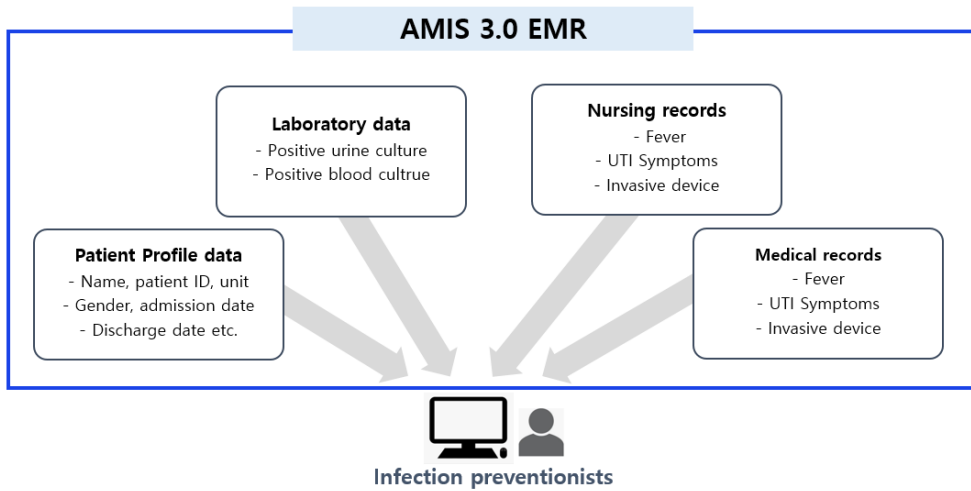 AMIS 3.0 EMR
Laboratory data
- Positive urine culture
- Positive blood cultrue
Nursing records
- Fever
- UTI Symptoms
- Invasive device
Patient Profile data
- Name, patient ID, unit
- Gender, admission date
- Discharge date etc.
Medical records
- Fever
- UTI Symptoms
- Invasive device
Infection preventionists